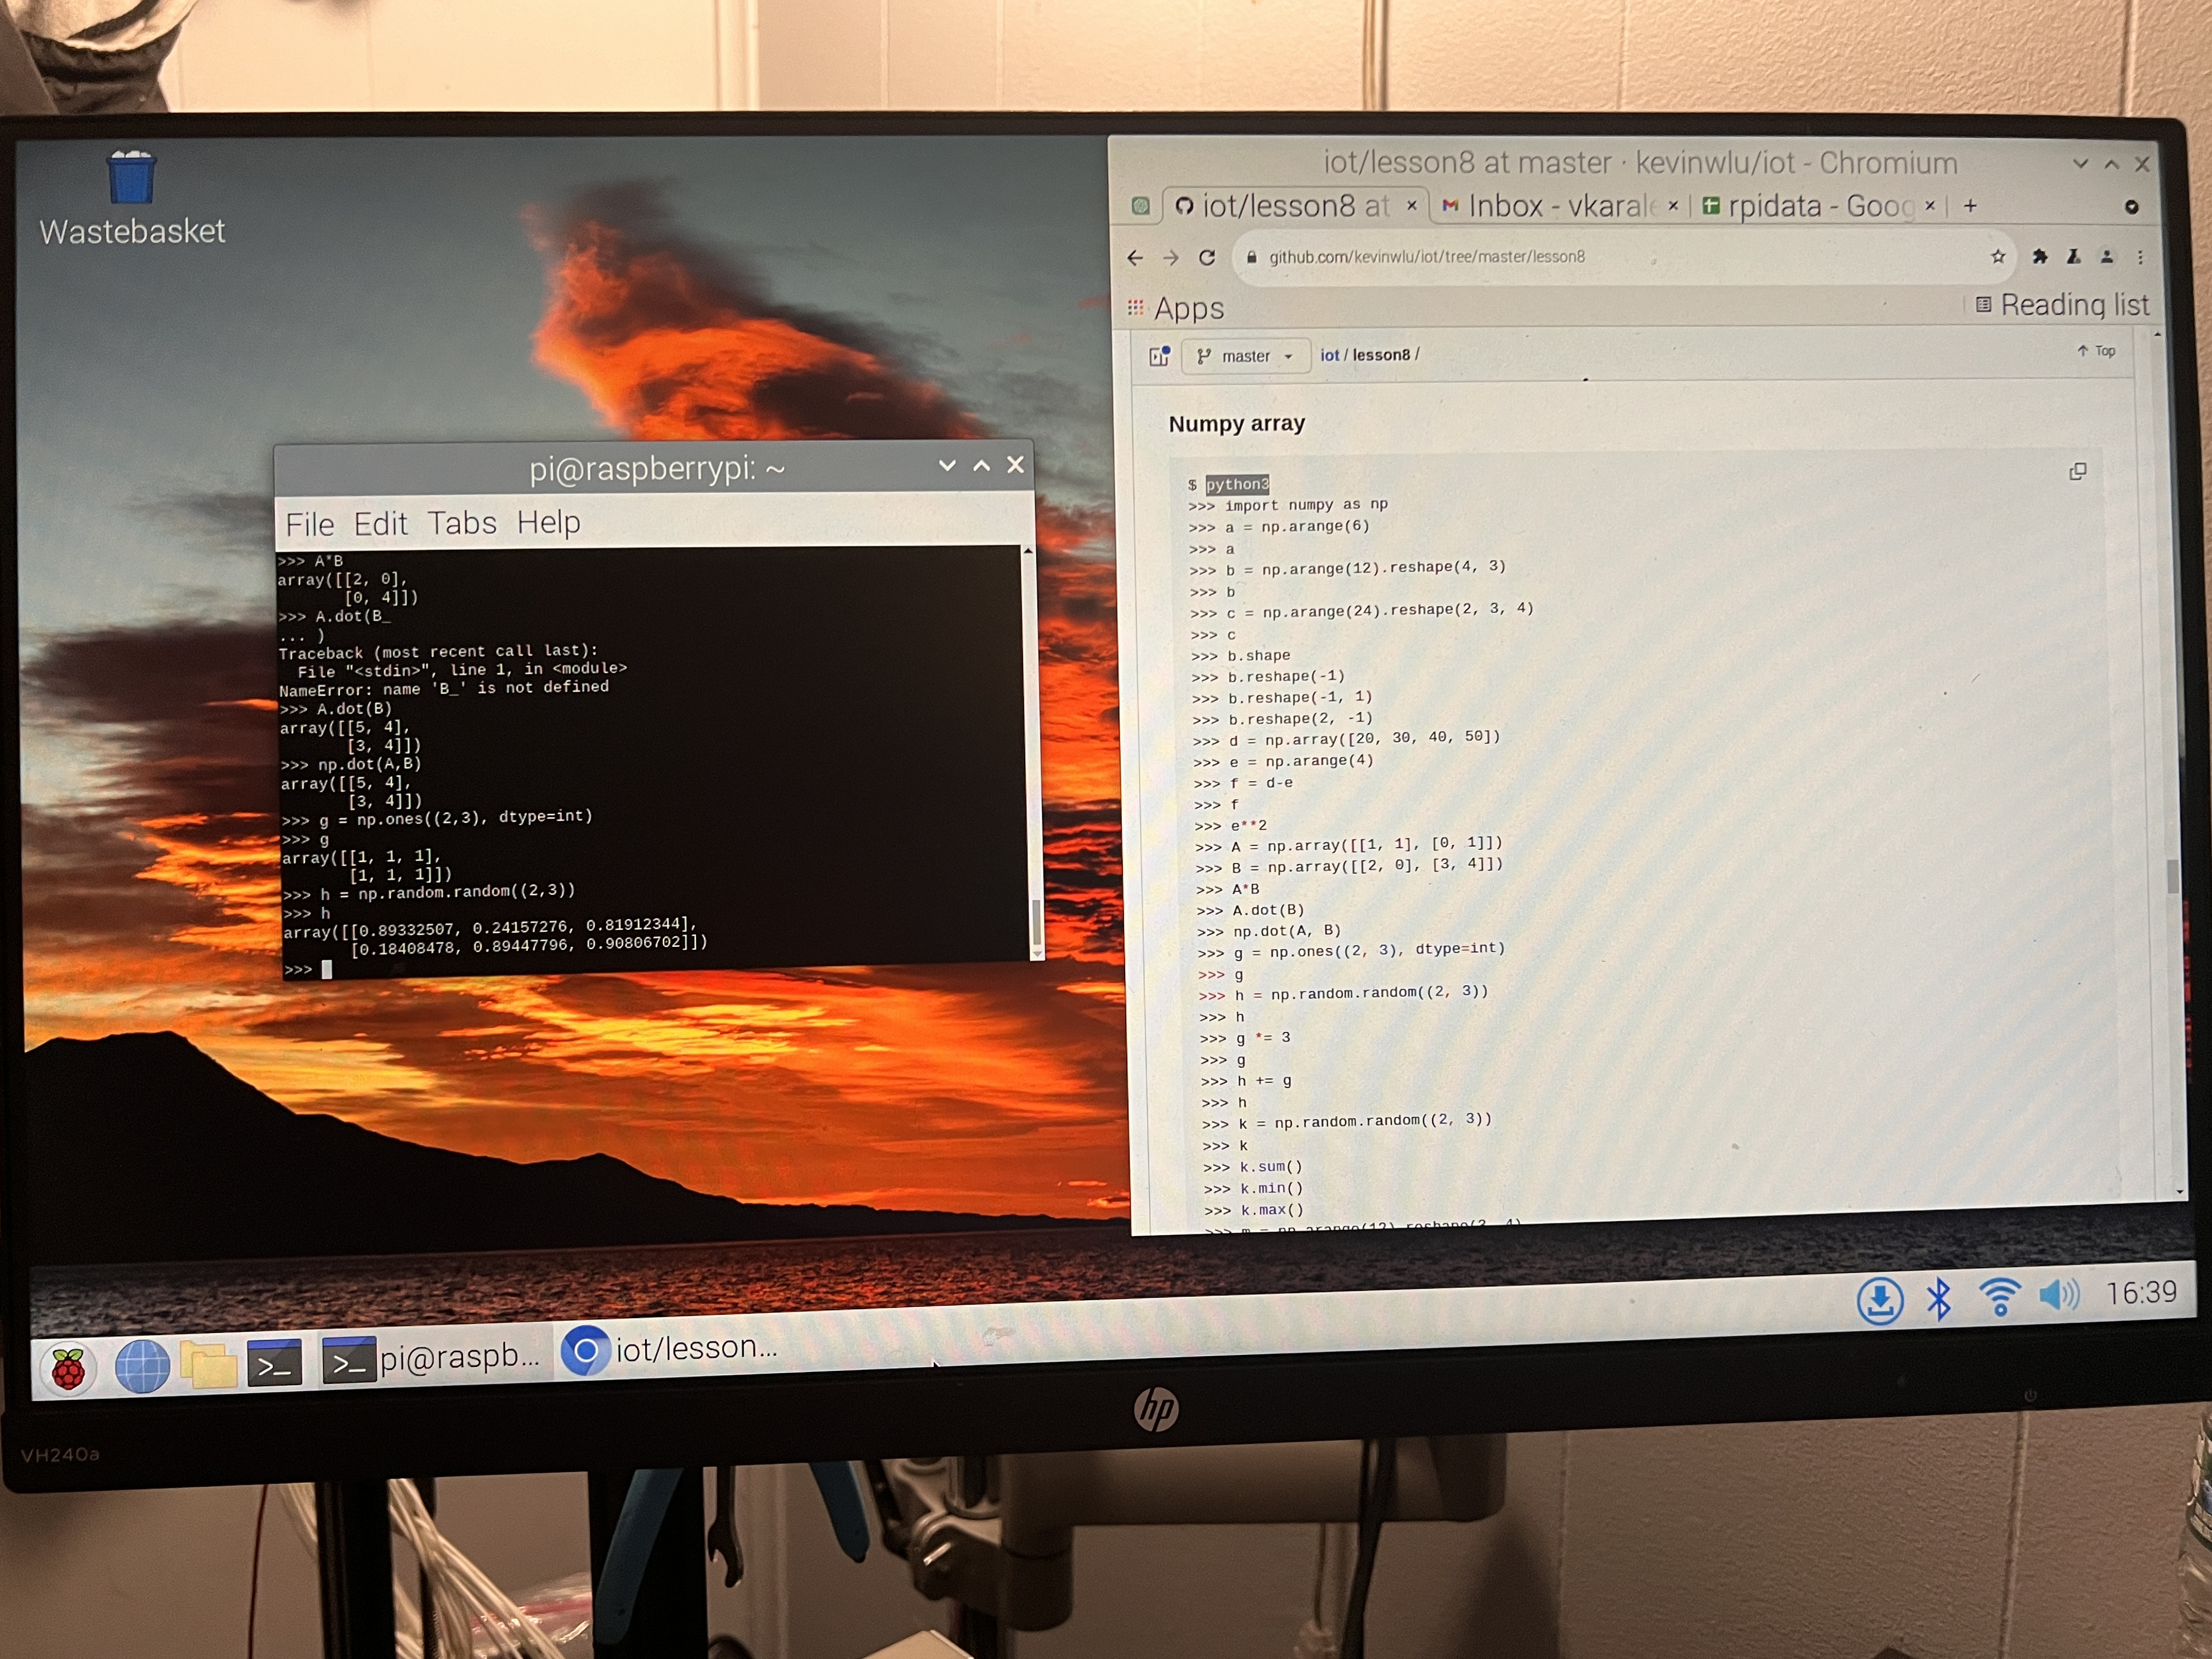 Wastebasket
pi@raspberrypi: ~
File Edit Tabs Help
>>> A*B
array([[2, 0],
       [0, 4]])
>>> A.dot(B_
... )
Traceback (most recent call last):
  File "<stdin>", line 1, in <module>
NameError: name 'B_' is not defined
>>> A.dot(B)
array([[5, 4],
       [3, 4]])
>>> np.dot(A,B)
array([[5, 4],
       [3, 4]])
>>> g = np.ones((2,3), dtype=int)
>>> g
array([[1, 1, 1],
       [1, 1, 1]])
>>> h = np.random.random((2,3))
>>> h
array([[0.89332507, 0.24157276, 0.81912344],
       [0.18408478, 0.89447796, 0.90806702]])
>>>
iot/lesson8 at master · kevinwlu/iot - Chromium
iot/lesson8 at
Inbox - vkarale
rpidata - Goog
github.com/kevinwlu/iot/tree/master/lesson8
Apps
Reading list
master
iot / lesson8 /
Top
Numpy array
$ python3
>>> import numpy as np
>>> a = np.arange(6)
>>> a
>>> b = np.arange(12).reshape(4, 3)
>>> b
>>> c = np.arange(24).reshape(2, 3, 4)
>>> c
>>> b.shape
>>> b.reshape(-1)
>>> b.reshape(-1, 1)
>>> b.reshape(2, -1)
>>> d = np.array([20, 30, 40, 50])
>>> e = np.arange(4)
>>> f = d-e
>>> f
>>> e**2
>>> A = np.array([[1, 1], [0, 1]])
>>> B = np.array([[2, 0], [3, 4]])
>>> A*B
>>> A.dot(B)
>>> np.dot(A, B)
>>> g = np.ones((2, 3), dtype=int)
>>> g
>>> h = np.random.random((2, 3))
>>> h
>>> g *= 3
>>> g
>>> h += g
>>> h
>>> k = np.random.random((2, 3))
>>> k
>>> k.sum()
>>> k.min()
>>> k.max()
>>> m = np.arange(12).reshape(3, 4)
pi@raspb...
iot/lesson...
16:39
hp
VH240a